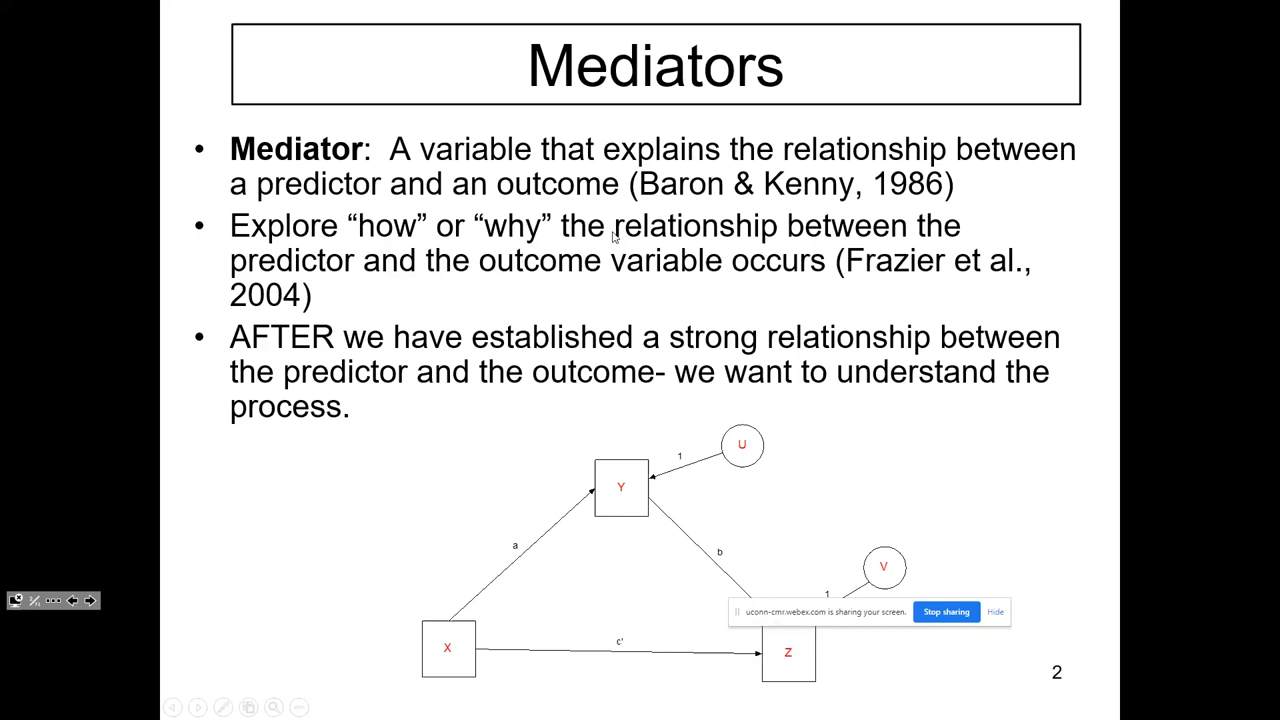 Mediators
• Mediator: A variable that explains the relationship between
a predictor and an outcome (Baron & Kenny, 1986)
• Explore “how” or “why” the relationship between the
predictor and the outcome variable occurs (Frazier et al.,
2004)
• AFTER we have established a strong relationship between
the predictor and the outcome- we want to understand the
process.
U
1
Y
a
b
V
1
uconn-cmr.webex.com is sharing your screen. Stop sharing Hide
X
c'
Z
2